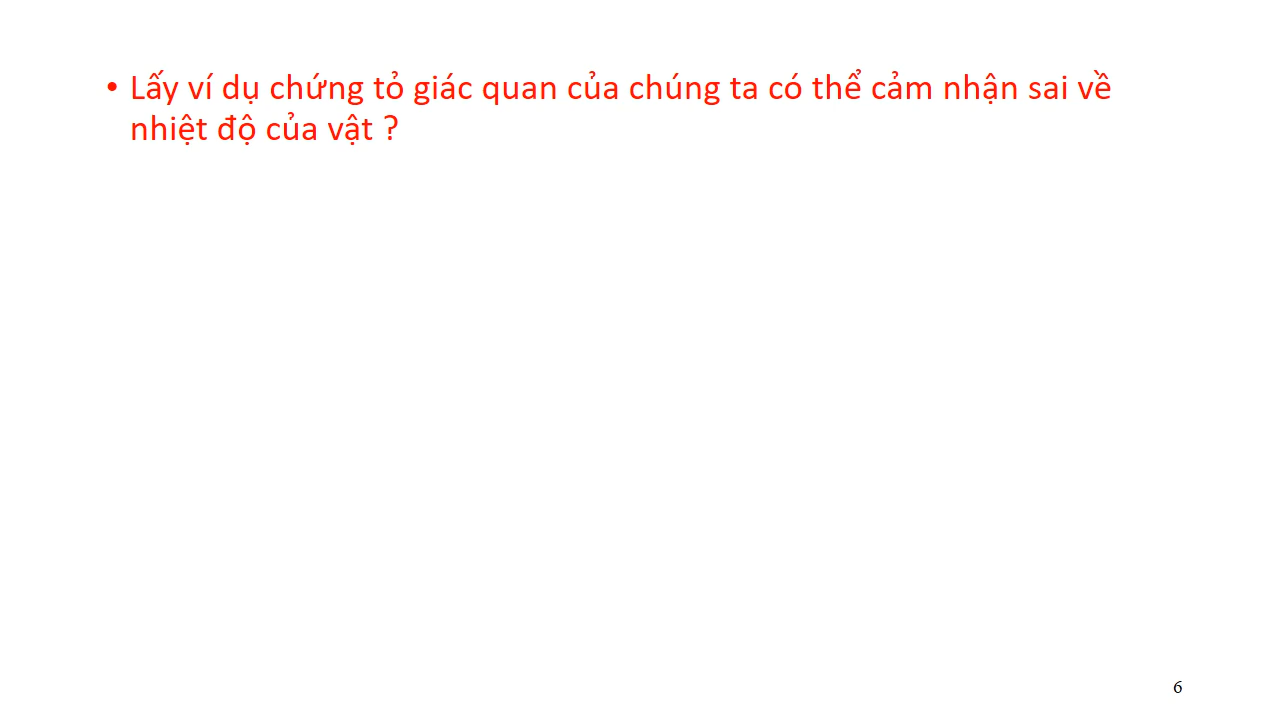 • Lấy ví dụ chứng tỏ giác quan của chúng ta có thể cảm nhận sai về
nhiệt độ của vật ?
6